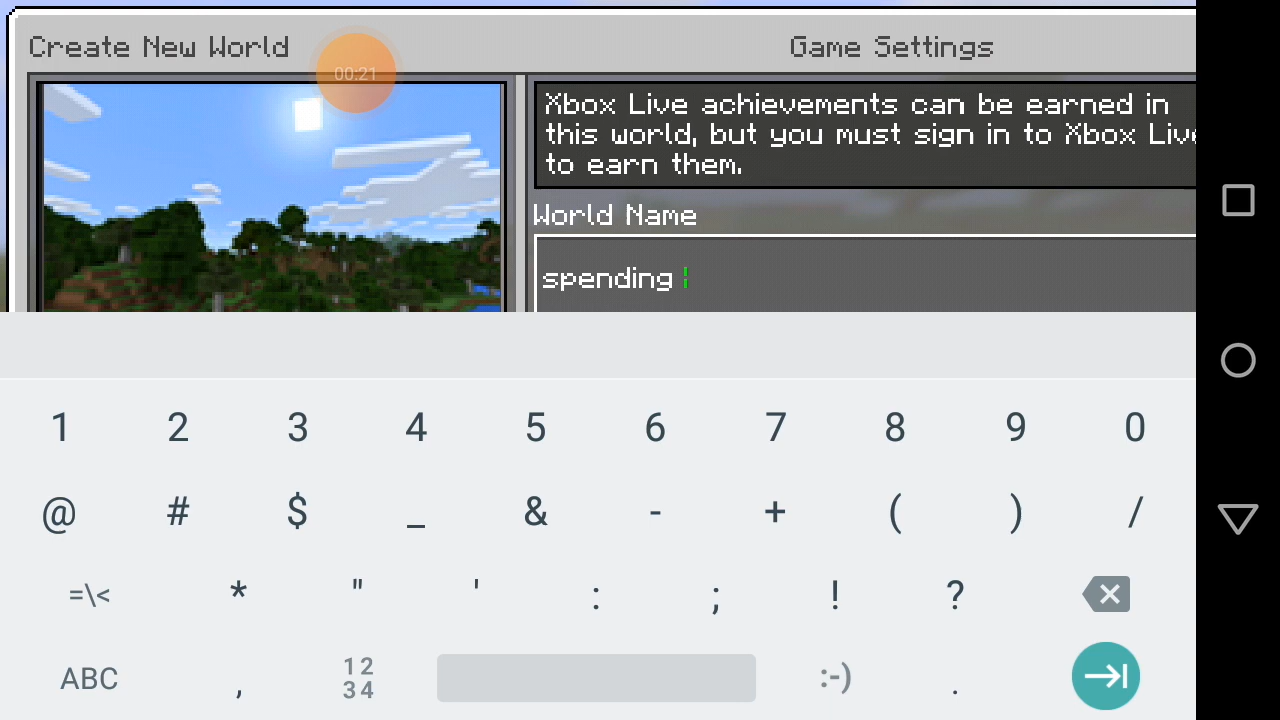 Create New World
00:21
Game Settings
Xbox Live achievements can be earned in
this world, but you must sign in to Xbox Live
to earn them.
World Name
spending
1 2 3 4 5 6 7 8 9 0
@ # $ _ & - + ( ) /
=\< * " ' : ; ! ?
ABC , 12 34 :-) .